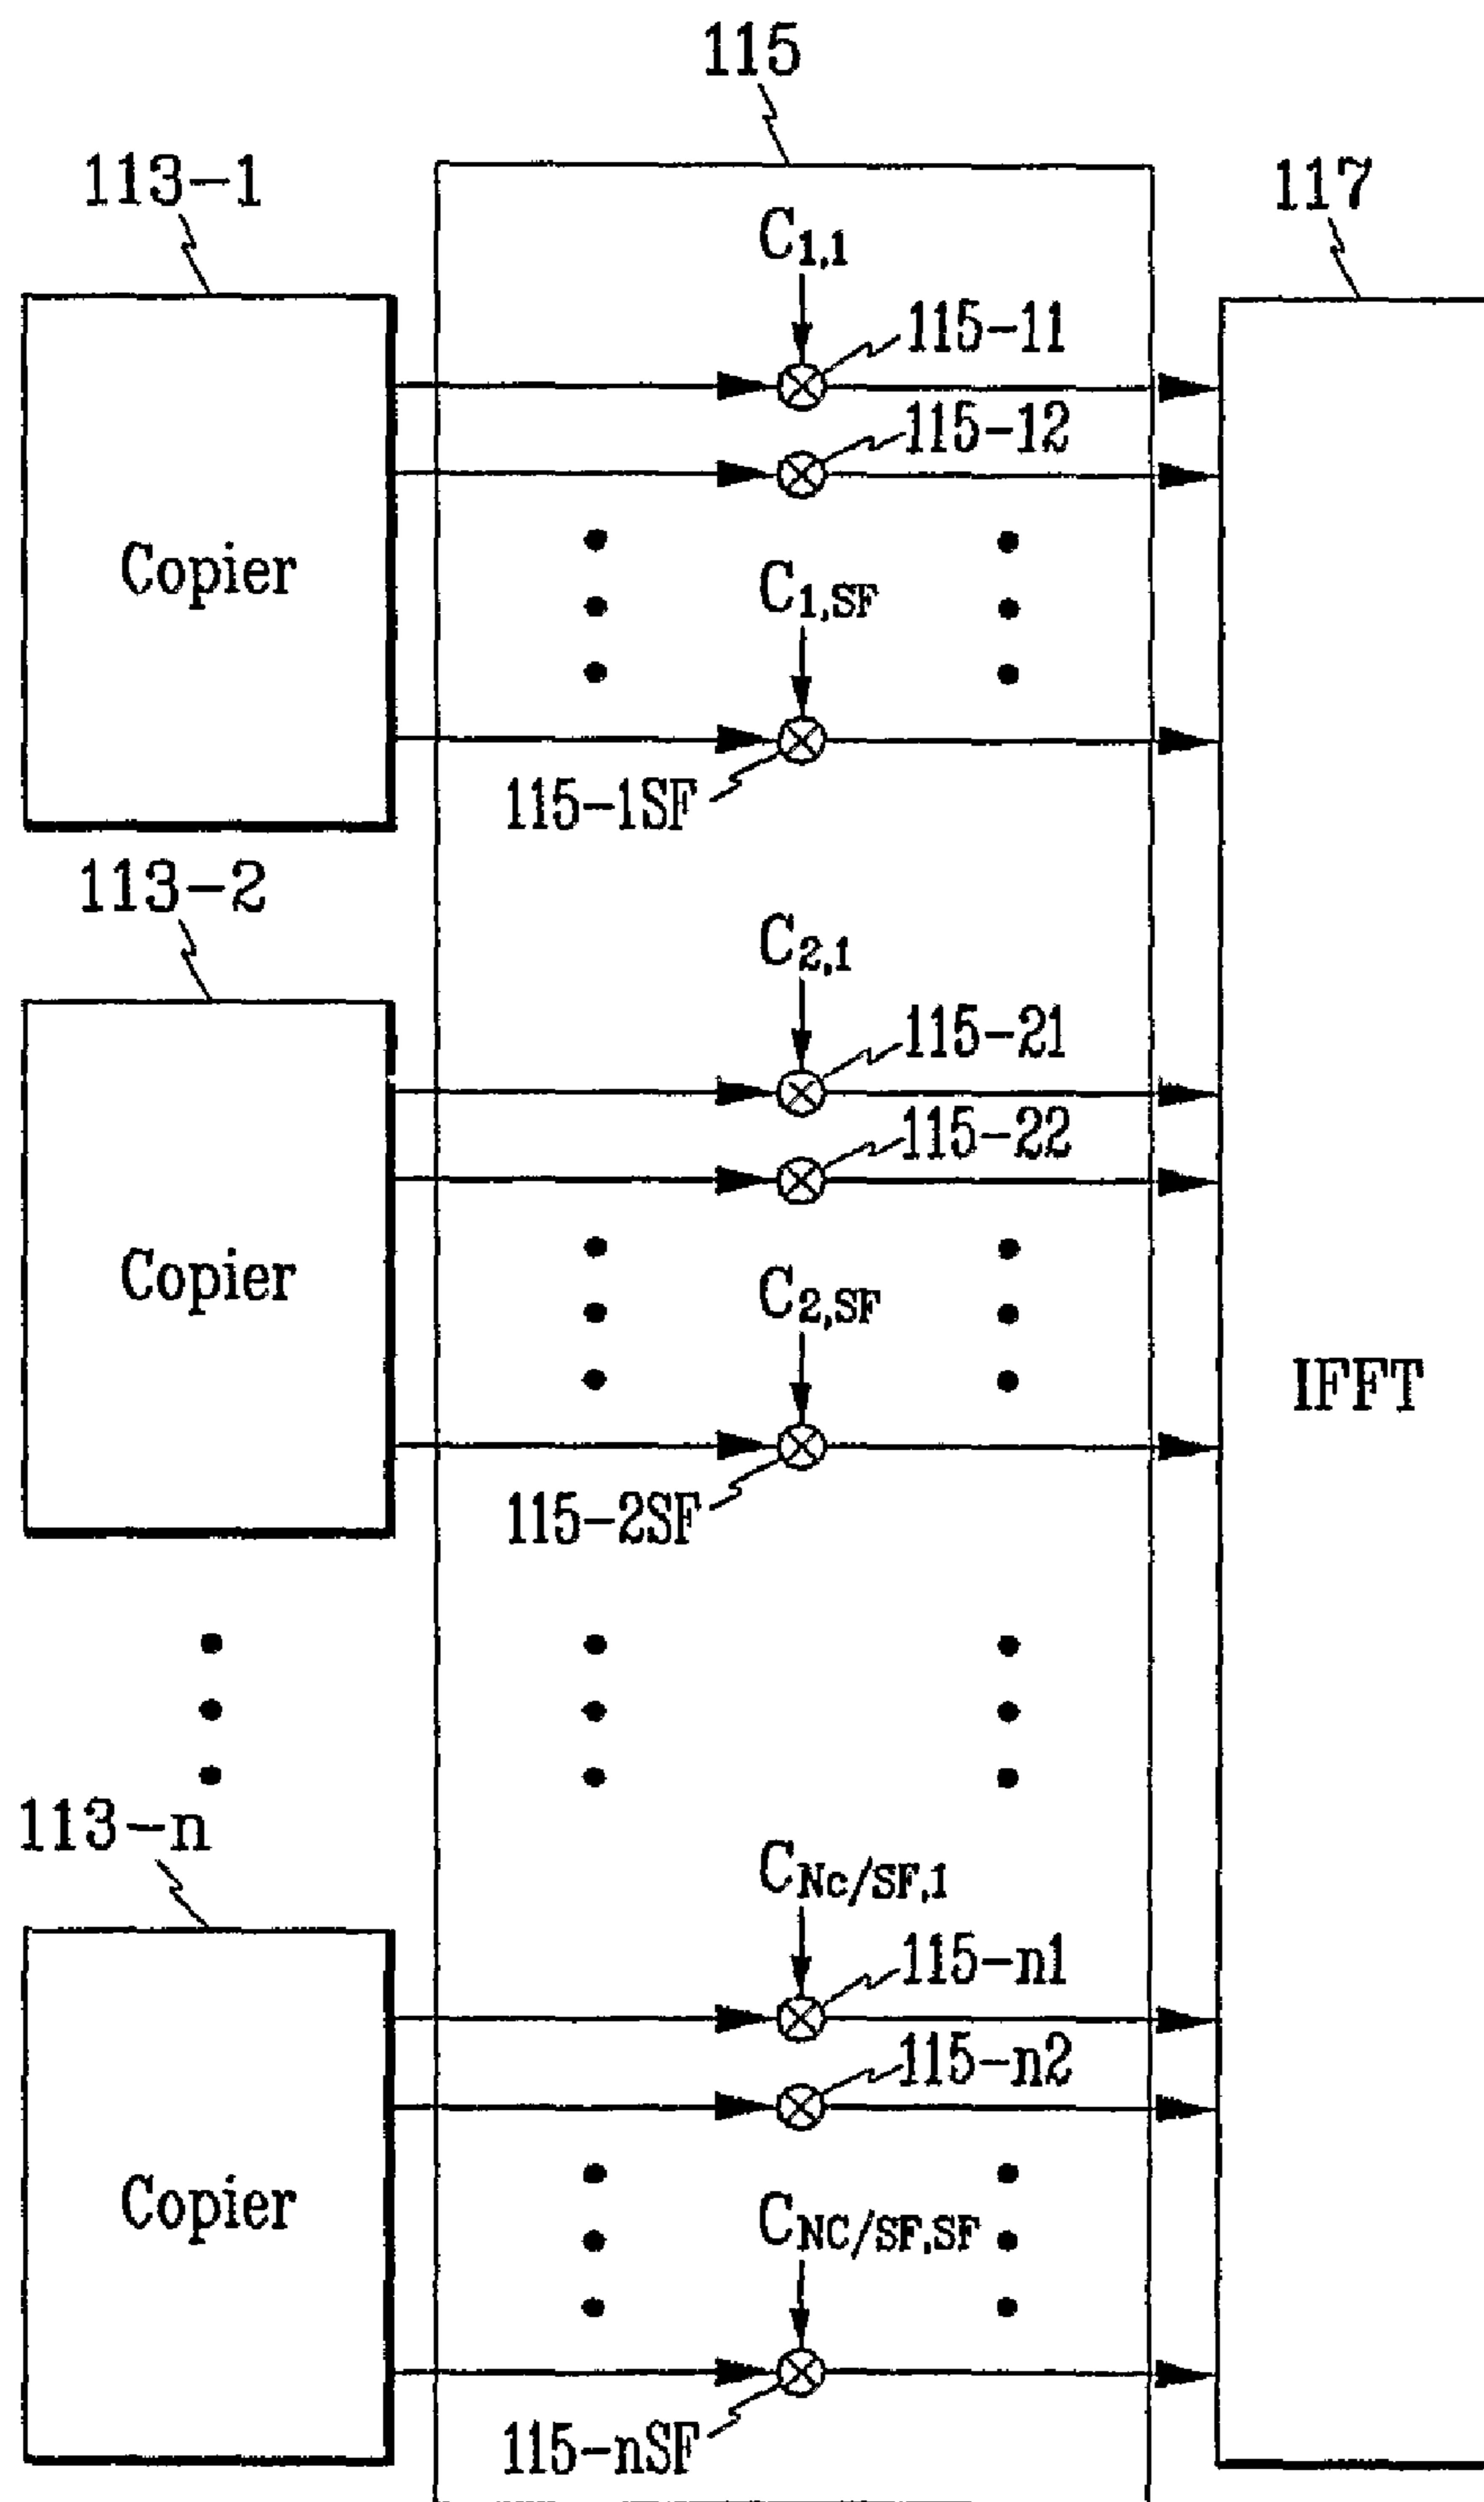 115
113-1
117
C1,1
115-11
115-12
Copier
C1,SF
115-1SF
113-2
C2,1
115-21
115-22
Copier
C2,SF
IFFT
115-2SF
113-n
CNc/SF,1
115-n1
115-n2
Copier
CNC/SF,SF
115-nSF